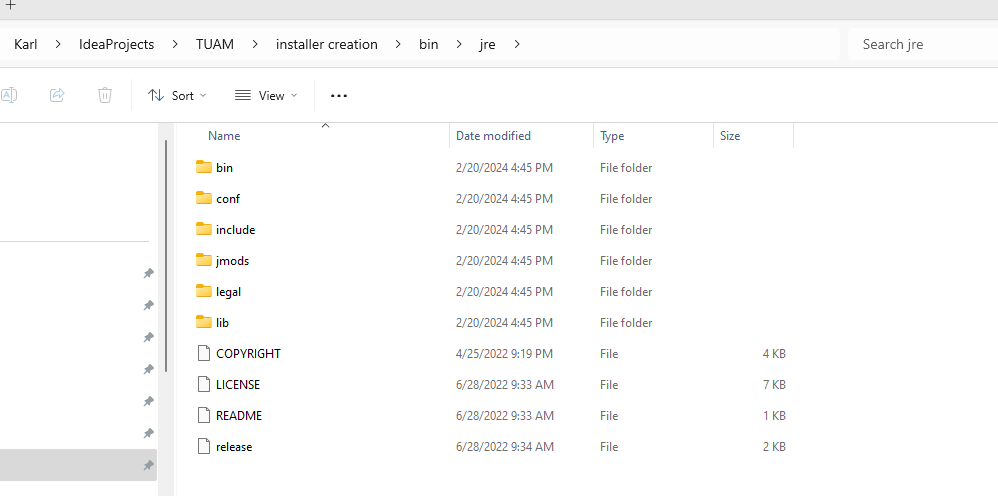 Karl > IdeaProjects > TUAM > installer creation > bin > jre > Search jre
Sort View ...
Name Date modified Type Size
bin 2/20/2024 4:45 PM File folder
conf 2/20/2024 4:45 PM File folder
include 2/20/2024 4:45 PM File folder
jmods 2/20/2024 4:45 PM File folder
legal 2/20/2024 4:45 PM File folder
lib 2/20/2024 4:45 PM File folder
COPYRIGHT 4/25/2022 9:19 PM File 4 KB
LICENSE 6/28/2022 9:33 AM File 7 KB
README 6/28/2022 9:33 AM File 1 KB
release 6/28/2022 9:34 AM File 2 KB